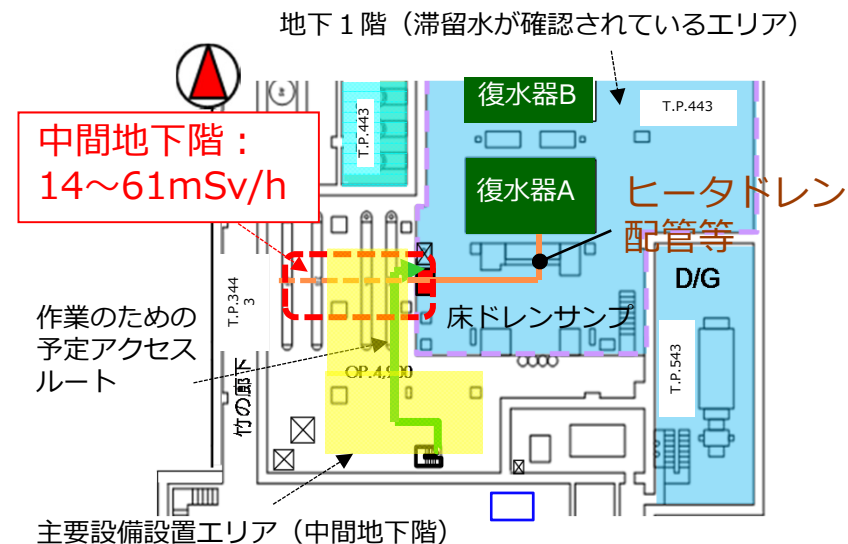 地下１階（滞留水が確認されているエリア）
復水器B
T.P.443
T.P.443
中間地下階：
14～61mSv/h
復水器A
ヒータドレン
配管等
D/G
T.P.344
3
作業のための
予定アクセス
ルート
床ドレンサンプ
T.P.543
OP.4,900
竹の廊下
主要設備設置エリア（中間地下階）